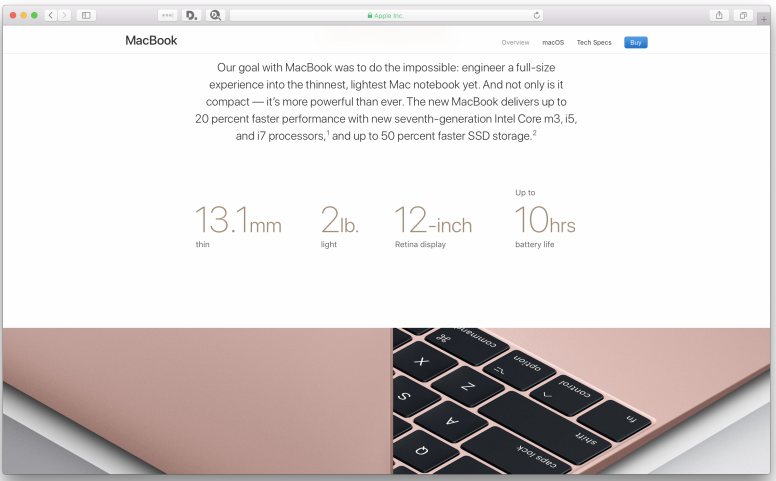 Apple Inc.
MacBook
Overview macOS Tech Specs Buy
Our goal with MacBook was to do the impossible: engineer a full-size
experience into the thinnest, lightest Mac notebook yet. And not only is it
compact — it’s more powerful than ever. The new MacBook delivers up to
20 percent faster performance with new seventh-generation Intel Core m3, i5,
and i7 processors,¹ and up to 50 percent faster SSD storage.²
Up to
13.1mm 2lb. 12-inch 10hrs
thin light Retina display battery life
command
⌘
X option
⌥
Z control
S
A fn
shift
Q caps lock